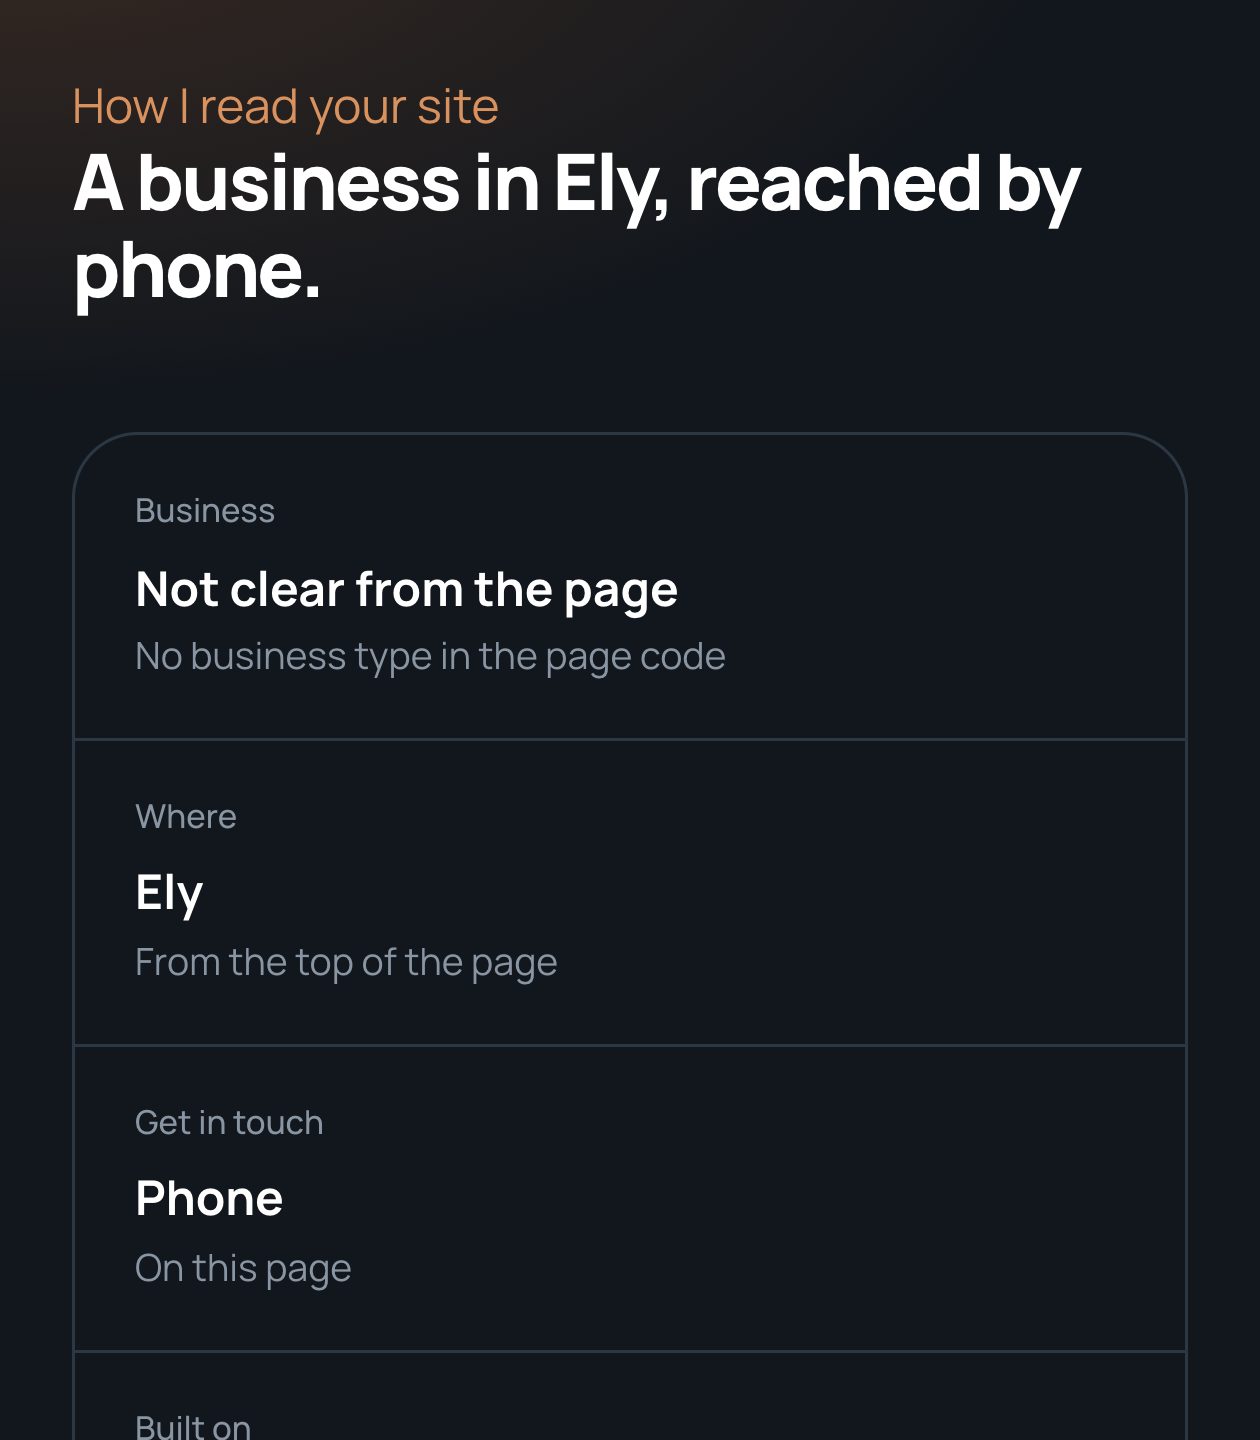 How I read your site
A business in Ely, reached by
phone.
Business
Not clear from the page
No business type in the page code
Where
Ely
From the top of the page
Get in touch
Phone
On this page
Built on